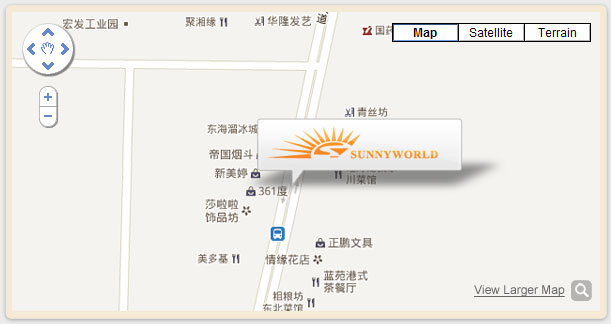 宏发工业园
聚湘缘
华隆发艺
道
国药
Map
Satellite
Terrain
青丝坊
东海溜冰城
SUNNYWORLD
帝国烟斗
新美婷
川菜馆
361度
莎啦啦
饰品坊
正鹏文具
美多基
情缘花店
蓝苑港式
茶餐厅
View Larger Map
相粮坊
东北菜馆